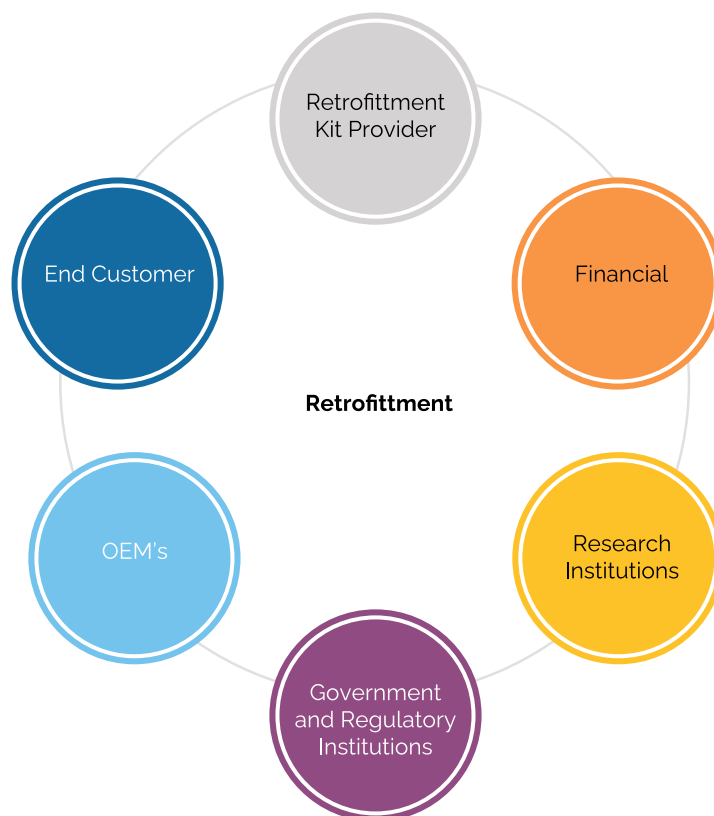 Retrofittment
Kit Provider
End Customer
Financial
Retrofittment
OEM's
Research
Institutions
Government
and Regulatory
Institutions